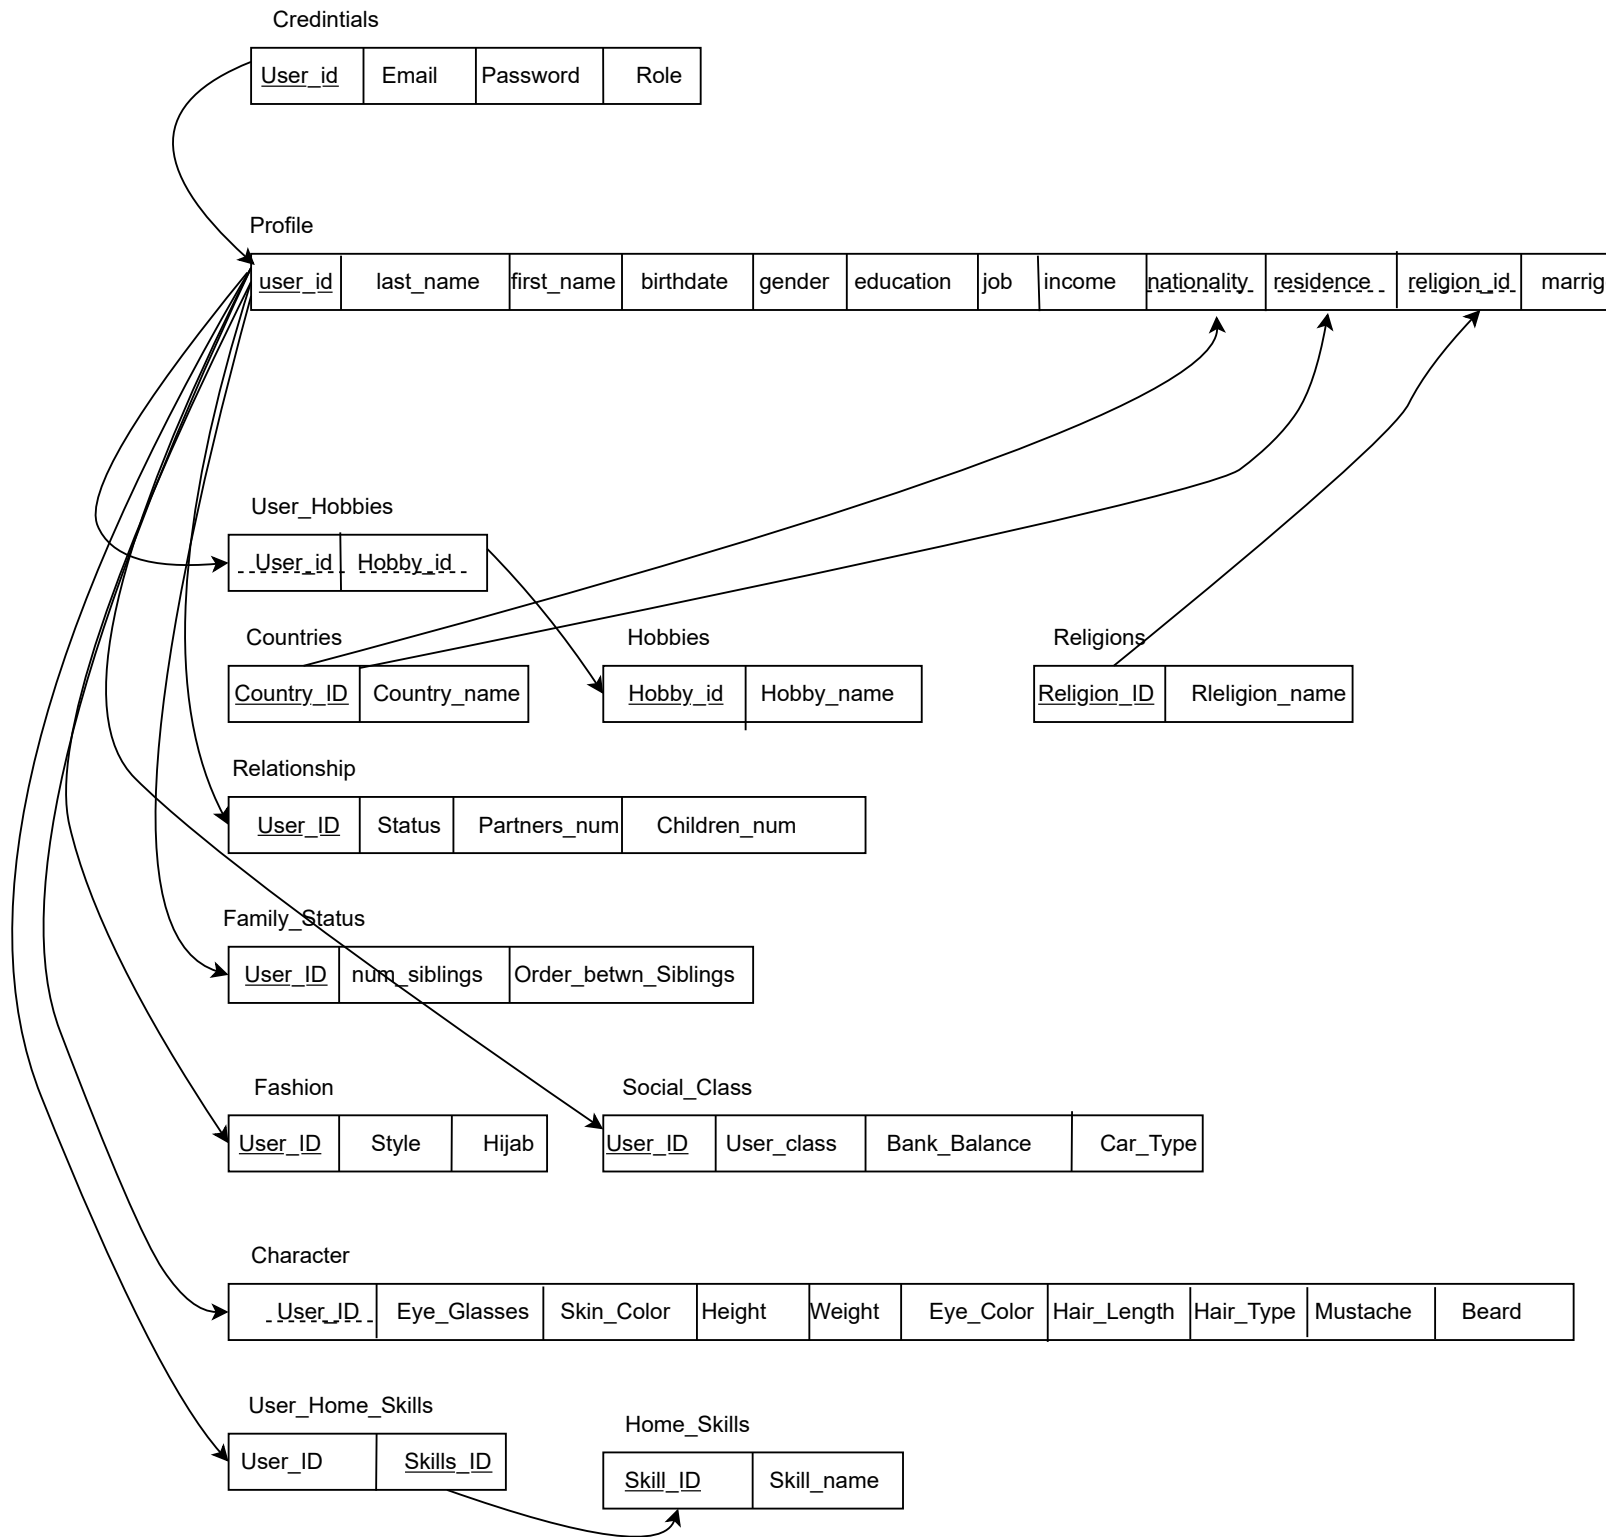 Credintials
User_id Email Password Role
Profile
user_id last_name first_name birthdate gender education job income nationality residence religion_id marrig
User_Hobbies
User_id Hobby_id
Countries Hobbies Religions
Country_ID Country_name Hobby_id Hobby_name Religion_ID Rleligion_name
Relationship
User_ID Status Partners_num Children_num
Family_Status
User_ID num_siblings Order_betwn_Siblings
Fashion Social_Class
User_ID Style Hijab User_ID User_class Bank_Balance Car_Type
Character
User_ID Eye_Glasses Skin_Color Height Weight Eye_Color Hair_Length Hair_Type Mustache Beard
User_Home_Skills
Home_Skills
User_ID Skills_ID
Skill_ID Skill_name